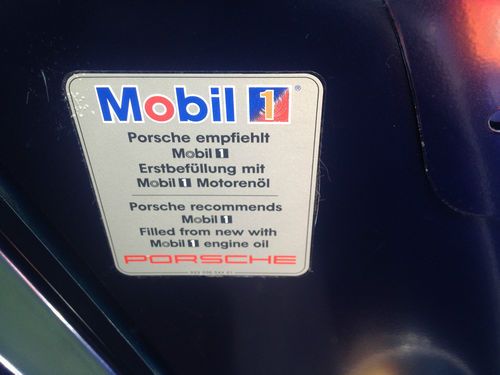 Mobil 1 ®
Porsche empfiehlt
Mobil 1
Erstbefüllung mit
Mobil 1 Motorenöl
Porsche recommends
Mobil 1
Filled from new with
Mobil 1 engine oil
PORSCHE